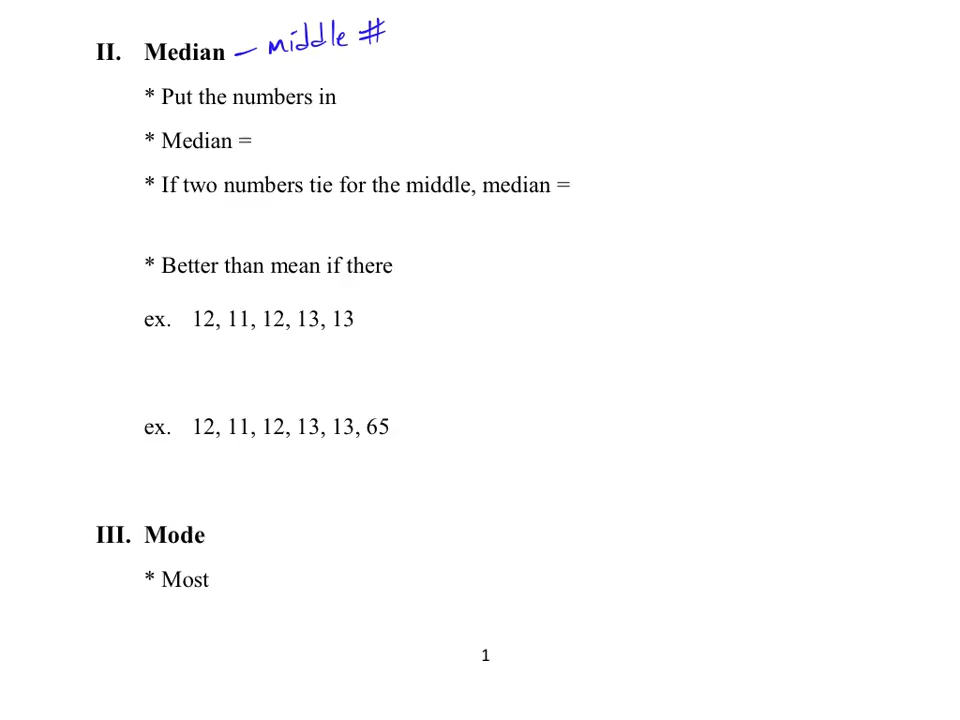 II. Median – middle #
* Put the numbers in
* Median =
* If two numbers tie for the middle, median =
* Better than mean if there
ex. 12, 11, 12, 13, 13
ex. 12, 11, 12, 13, 13, 65
III. Mode
* Most
1